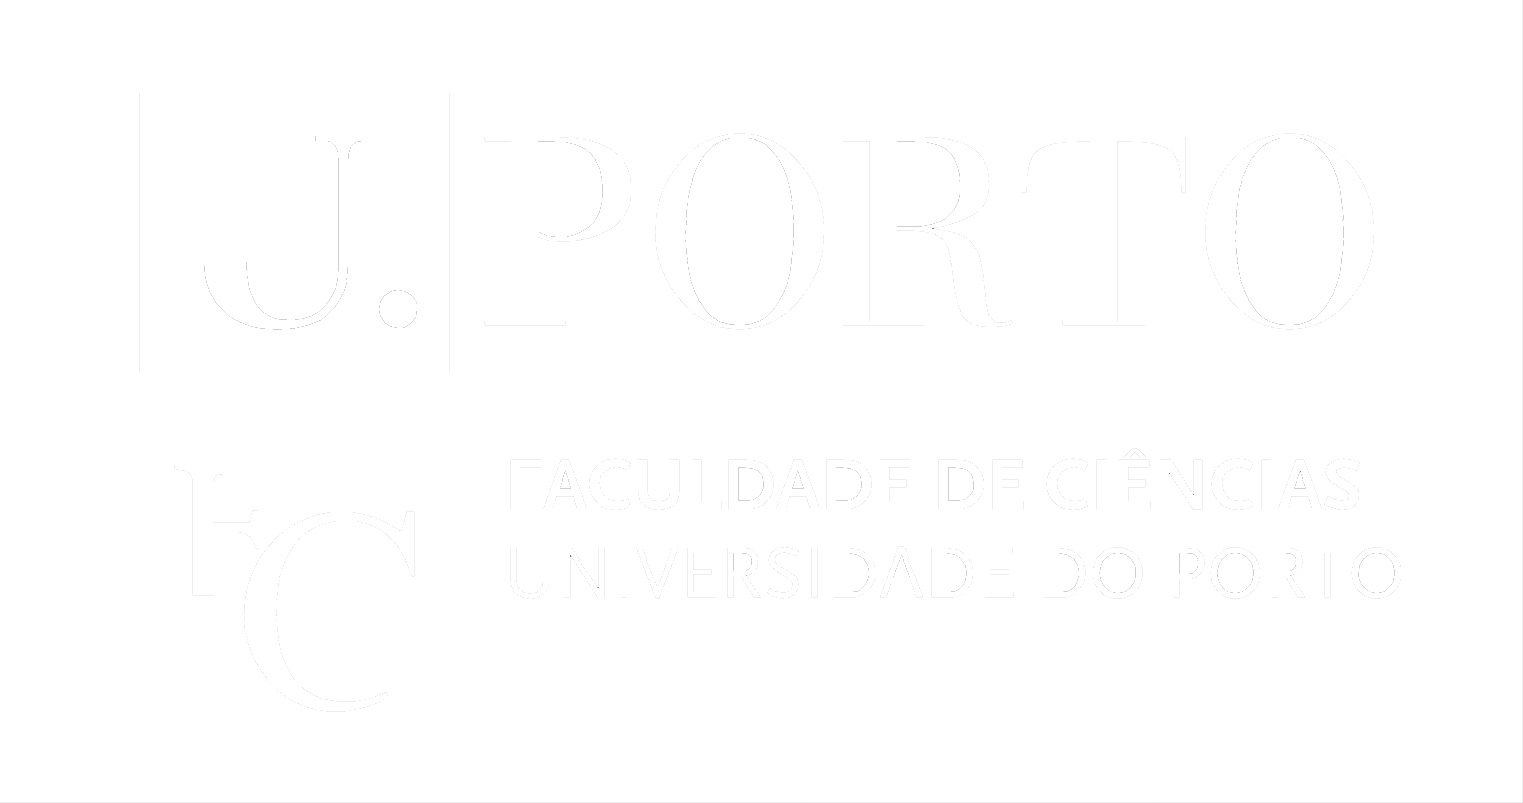 U.PORTO
FC
FACULDADE DE CIÊNCIAS
UNIVERSIDADE DO PORTO